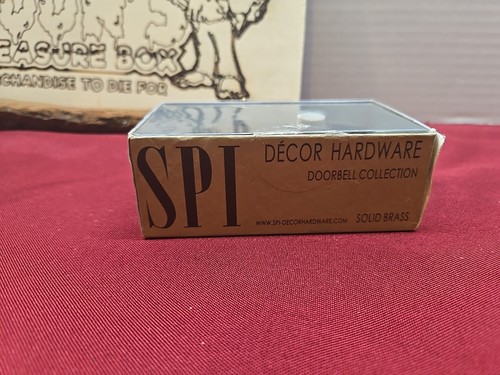 EASURE BOX
CHANDISE TO DIE FOR
SPI
DÉCOR HARDWARE
DOORBELL COLLECTION
WWW.SPI-DECORHARDWARE.COM SOLID BRASS